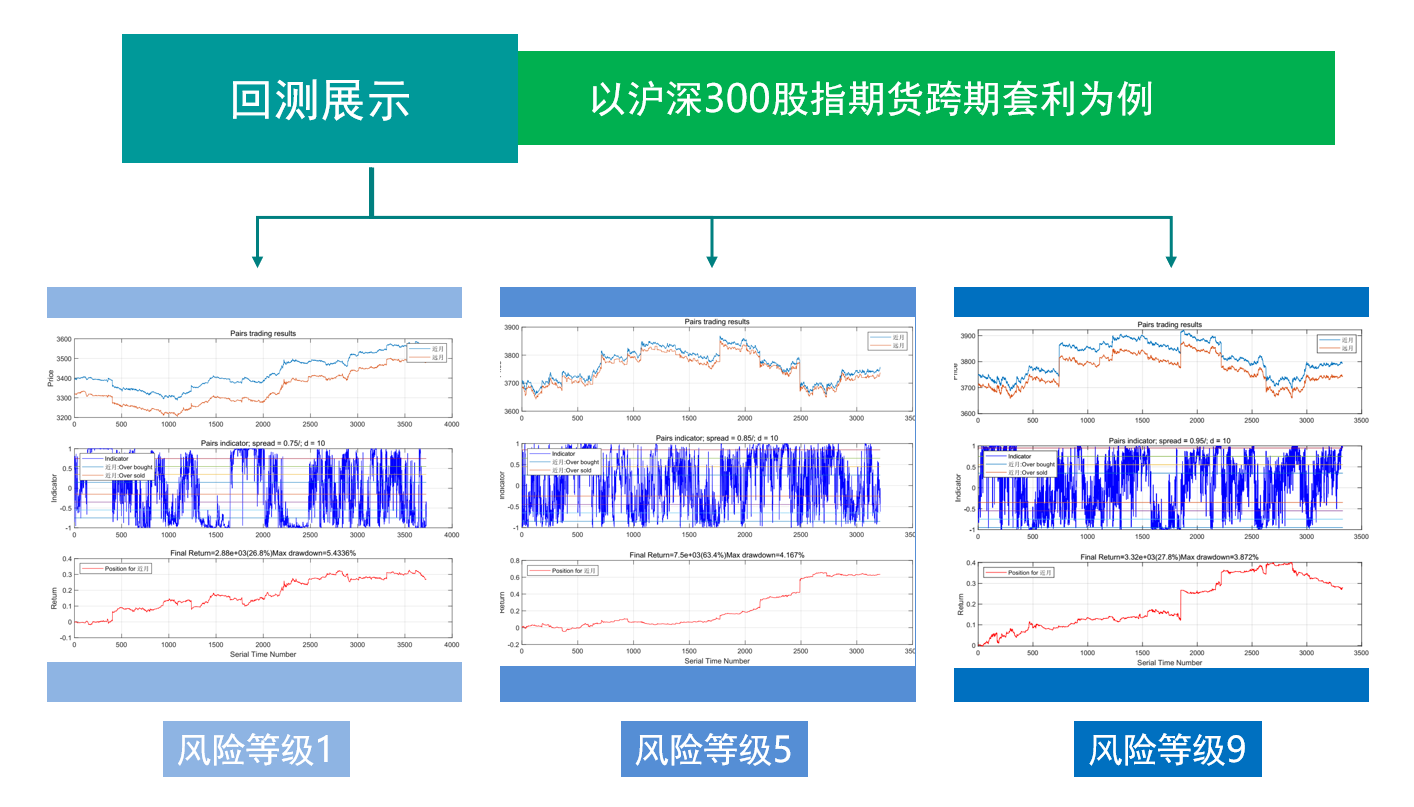 回测展示
以沪深300股指期货跨期套利为例
Pairs trading results
3600
3500
3400
3300
3200
Price
近月
远月
0 500 1000 1500 2000 2500 3000 3500 4000
Pairs indicator; spread = 0.75/; d = 10
1
0.5
0
-0.5
-1
Indicator
Indicator
近月:Over bought
近月:Over sold
0 500 1000 1500 2000 2500 3000 3500 4000
Final Return=2.88e+03(26.8%)Max drawdown=5.4336%
0.4
0.3
0.2
0.1
0
-0.1
Return
Position for 近月
0 500 1000 1500 2000 2500 3000 3500 4000
Serial Time Number
风险等级1
Pairs trading results
3900
3800
3700
3600
近月
远月
0 500 1000 1500 2000 2500 3000 350
Pairs indicator; spread = 0.85/; d = 10
1
0.5
0
-0.5
-1
Indicator
Indicator
近月:Over bought
近月:Over sold
0 500 1000 1500 2000 2500 3000 350
Final Return=7.5e+03(63.4%)Max drawdown=4.167%
0.8
0.6
0.4
0.2
0
-0.2
Return
Position for 近月
0 500 1000 1500 2000 2500 3000 350
Serial Time Number
风险等级5
Pairs trading results
3900
3800
3700
3600
Price
近月
远月
0 500 1000 1500 2000 2500 3000 3500
Pairs indicator; spread = 0.95/; d = 10
1
0.5
0
-0.5
-1
Indicator
Indicator
近月:Over bought
近月:Over sold
0 500 1000 1500 2000 2500 3000 3500
Final Return=3.32e+03(27.8%)Max drawdown=3.872%
0.4
0.3
0.2
0.1
0
Return
Position for 近月
0 500 1000 1500 2000 2500 3000 3500
Serial Time Number
风险等级9